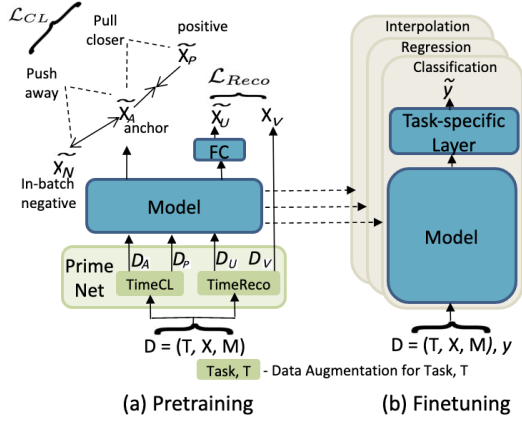 ℒ_CL
Pull closer
positive
X̃_P
Push away
X̃_A
anchor
X̃_N
In-batch negative
ℒ_Reco
X̃_U
X_V
FC
Model
D_A
D_P
D_U
D_V
Prime Net
TimeCL
TimeReco
D = (T, X, M)
Task, T
- Data Augmentation for Task, T
(a) Pretraining
Interpolation
Regression
Classification
ỹ
Task-specific
Layer
Model
D = (T, X, M), y
(b) Finetuning